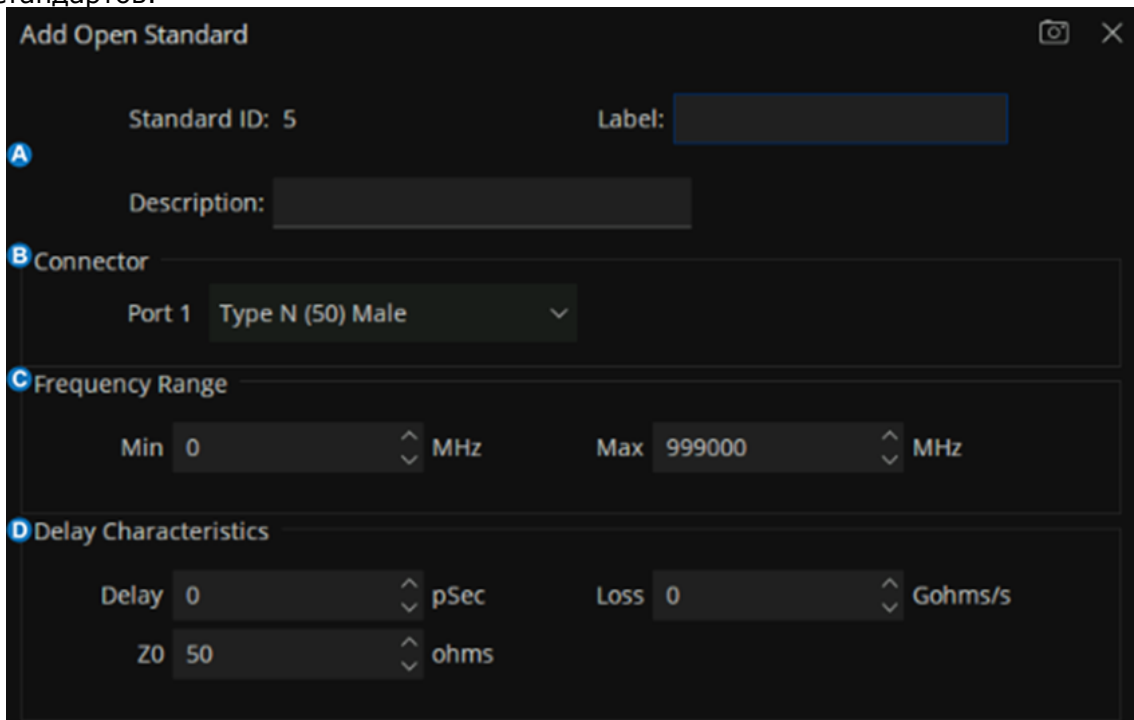 стандартов.
Add Open Standard
Standard ID: 5 Label:
A
Description:
B Connector
Port 1 Type N (50) Male
C Frequency Range
Min 0 MHz Max 999000 MHz
D Delay Characteristics
Delay 0 pSec Loss 0 Gohms/s
Z0 50 ohms